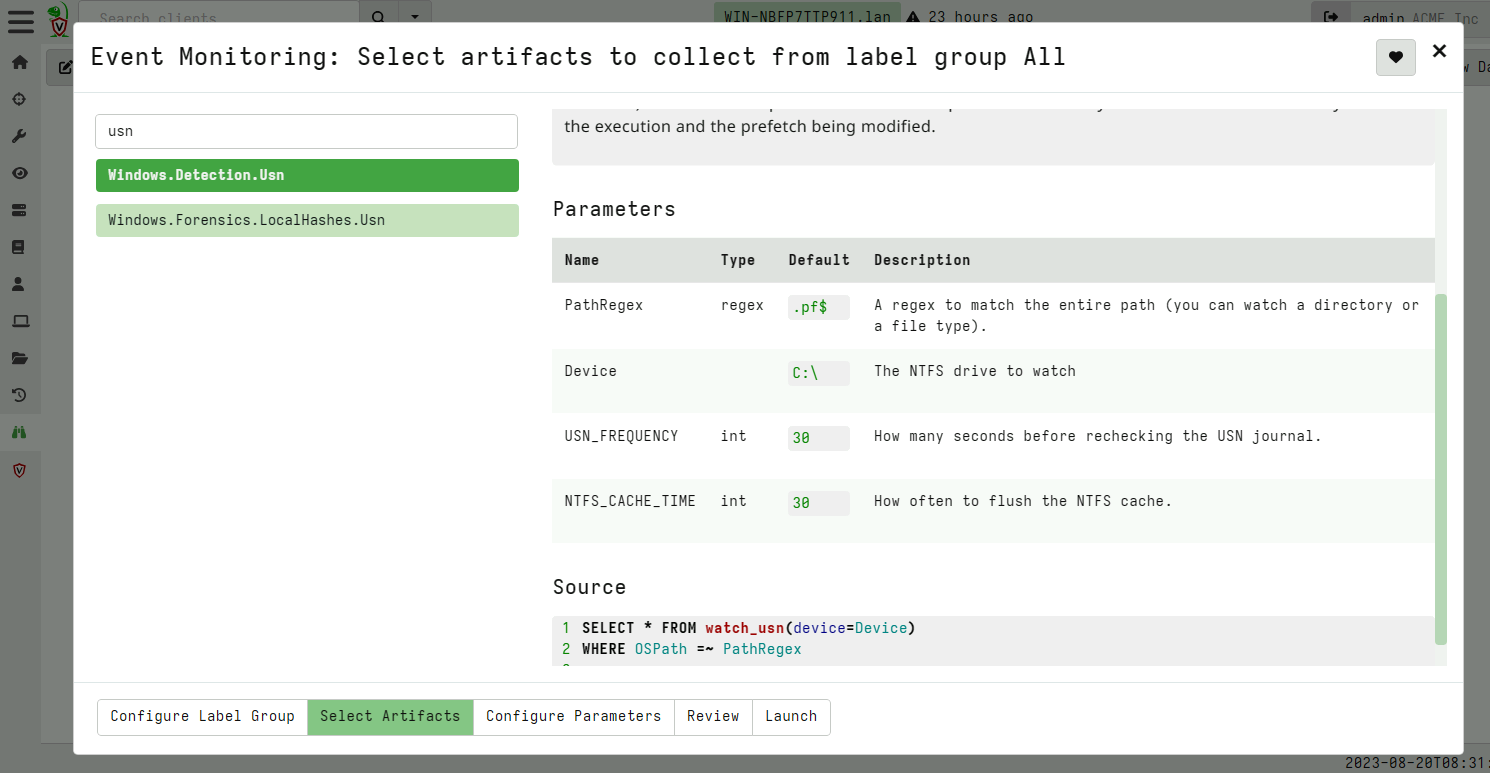 Search clients
WIN-NBFP7TTP911.lan
23 hours ago
admin ACME Inc
Event Monitoring: Select artifacts to collect from label group All
usn
Windows.Detection.Usn
Windows.Forensics.LocalHashes.Usn
the execution and the prefetch being modified.
Parameters
Name Type Default Description
PathRegex regex .pf$ A regex to match the entire path (you can watch a directory or
a file type).
Device C:\ The NTFS drive to watch
USN_FREQUENCY int 30 How many seconds before rechecking the USN journal.
NTFS_CACHE_TIME int 30 How often to flush the NTFS cache.
Source
1 SELECT * FROM watch_usn(device=Device)
2 WHERE OSPath =~ PathRegex
Configure Label Group
Select Artifacts
Configure Parameters
Review
Launch
2023-08-20T08:31: